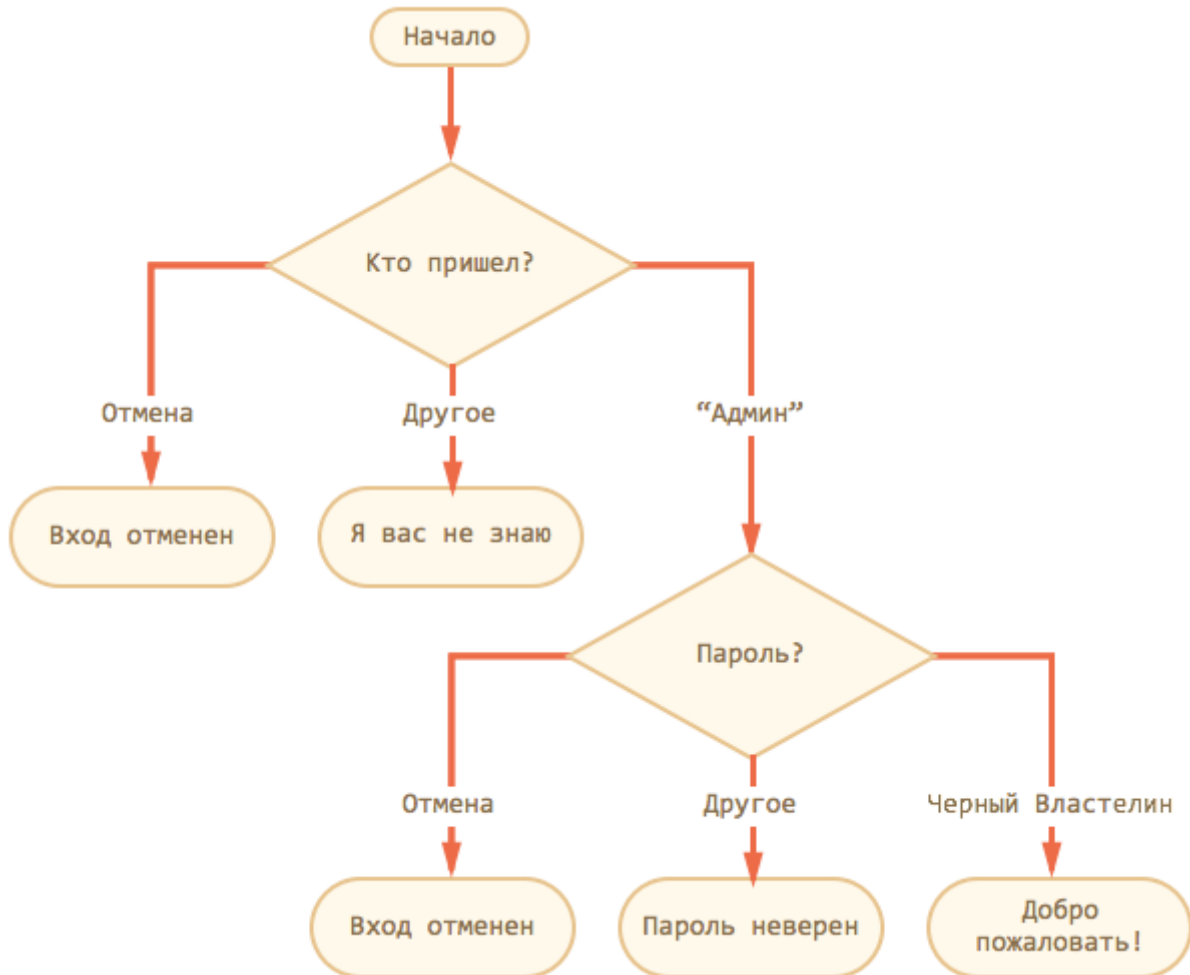 Начало
Кто пришел?
Отмена
Другое
“Админ”
Вход отменен
Я вас не знаю
Пароль?
Отмена
Другое
Черный Властелин
Вход отменен
Пароль неверен
Добро
пожаловать!